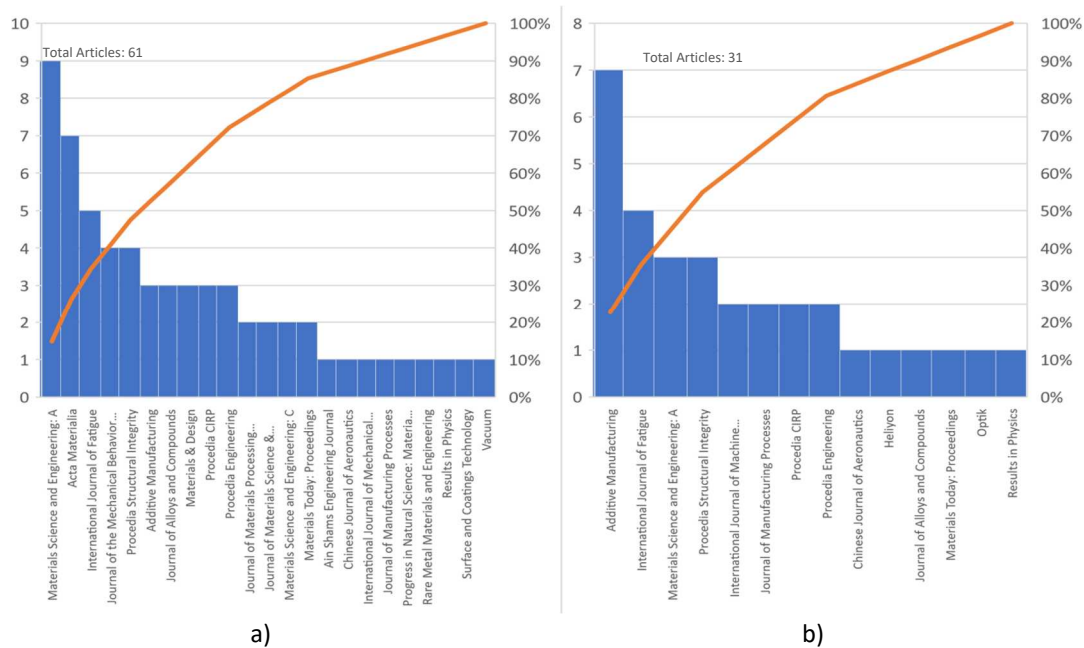 Total Articles: 61
10
9
8
7
6
5
4
3
2
1
0
100%
90%
80%
70%
60%
50%
40%
30%
20%
10%
0%
Materials Science and Engineering: A
Acta Materialia
International Journal of Fatigue
Journal of the Mechanical Behavior…
Procedia Structural Integrity
Additive Manufacturing
Journal of Alloys and Compounds
Materials & Design
Procedia CIRP
Procedia Engineering
Journal of Materials Processing…
Journal of Materials Science &…
Materials Science and Engineering: C
Materials Today: Proceedings
Ain Shams Engineering Journal
Chinese Journal of Aeronautics
International Journal of Mechanical…
Journal of Manufacturing Processes
Progress in Natural Science: Materia…
Rare Metal Materials and Engineering
Results in Physics
Surface and Coatings Technology
Vacuum
a)
Total Articles: 31
8
7
6
5
4
3
2
1
0
100%
90%
80%
70%
60%
50%
40%
30%
20%
10%
0%
Additive Manufacturing
International Journal of Fatigue
Materials Science and Engineering: A
Procedia Structural Integrity
International Journal of Machine…
Journal of Manufacturing Processes
Procedia CIRP
Procedia Engineering
Chinese Journal of Aeronautics
Heliyon
Journal of Alloys and Compounds
Materials Today: Proceedings
Optik
Results in Physics
b)